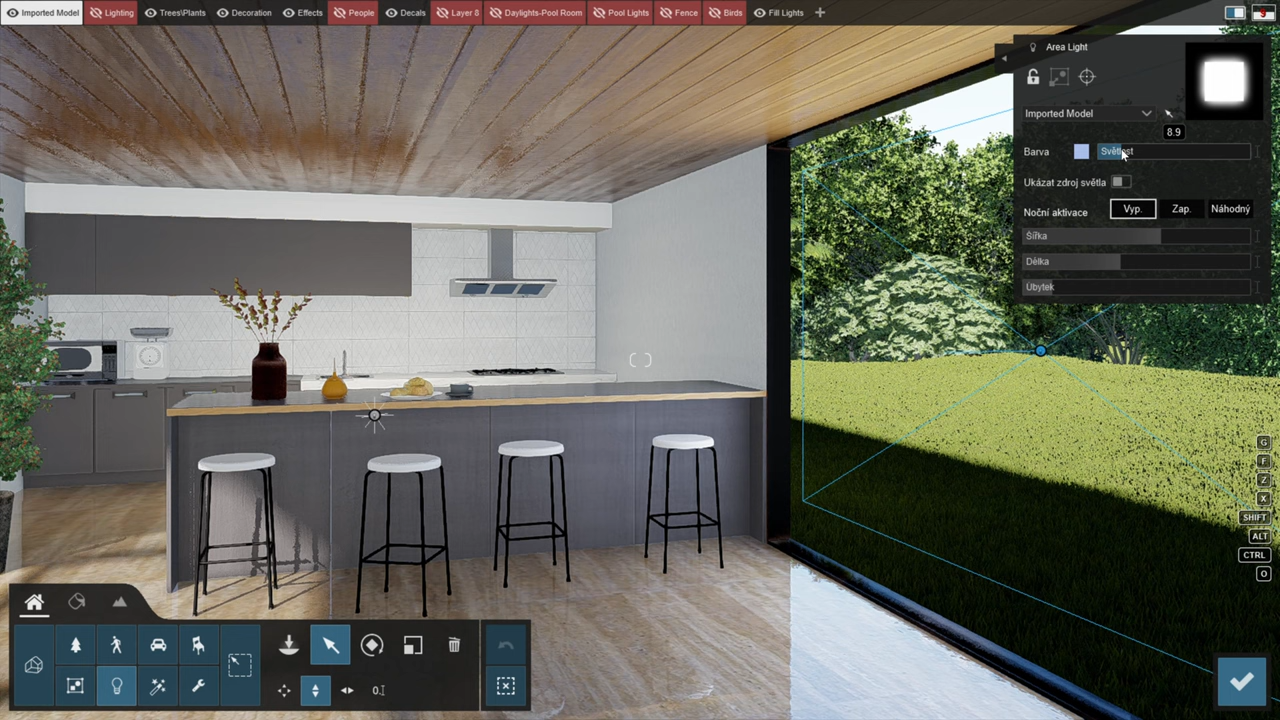 Imported Model
Lighting
Trees\Plants
Decoration
Effects
People
Decals
Layer 8
Daylights-Pool Room
Pool Lights
Fence
Birds
Fill Lights
S
Area Light
Imported Model
8.9
Barva
Světlost
Ukázat zdroj světla
Noční aktivace
Vyp.
Zap.
Náhodný
Šířka
Délka
Úbytek
G
F
Z
X
SHIFT
ALT
CTRL
O